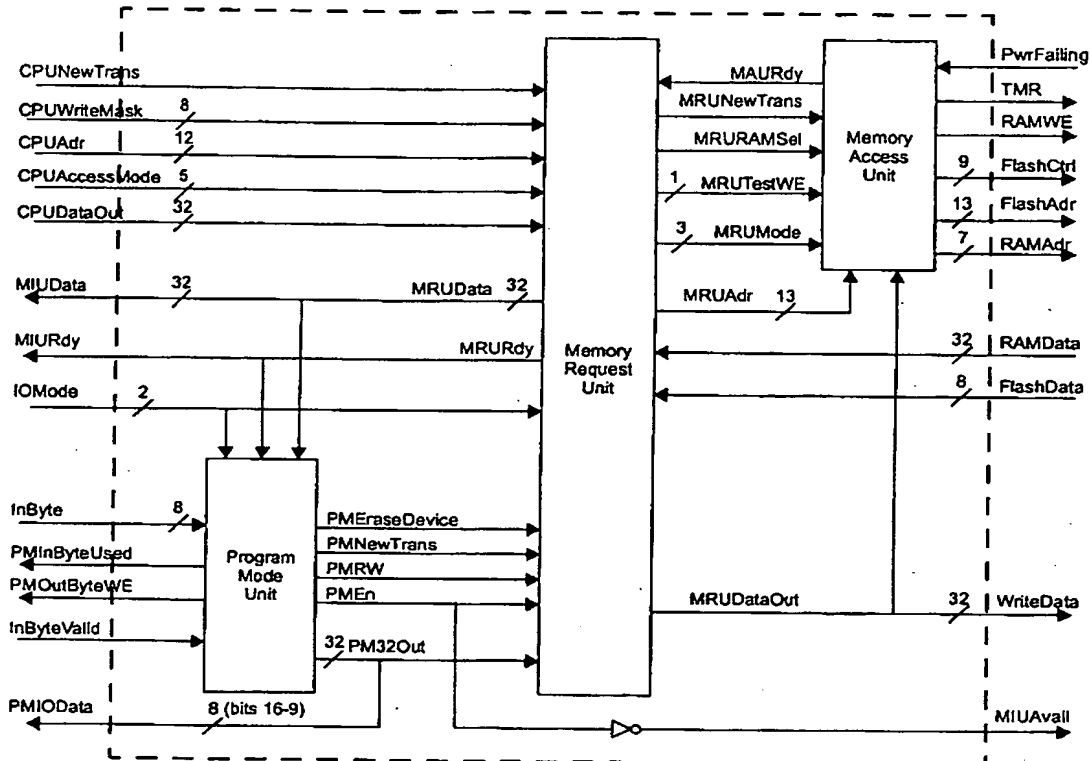 CPUNewTrans
CPUWriteMask
8
CPUAdr
12
CPUAccessMode
5
CPUDataOut
32
MIUData
32
MRUData
32
MIURdy
MRURdy
IOMode
2
InByte
8
PMInByteUsed
PMOutByteWE
InByteValid
PMIOData
8 (bits 16-9)
Program
Mode
Unit
PMEraseDevice
PMNewTrans
PMRW
PMEn
32
PM32Out
Memory
Request
Unit
MAURdy
MRUNewTrans
MRURAMSel
1
MRUTestWE
3
MRUMode
MRUAdr
13
Memory
Access
Unit
PwrFailing
TMR
RAMWE
9
FlashCtrl
13
FlashAdr
7
RAMAdr
32
RAMData
8
FlashData
MRUDataOut
32
WriteData
MIUAvail